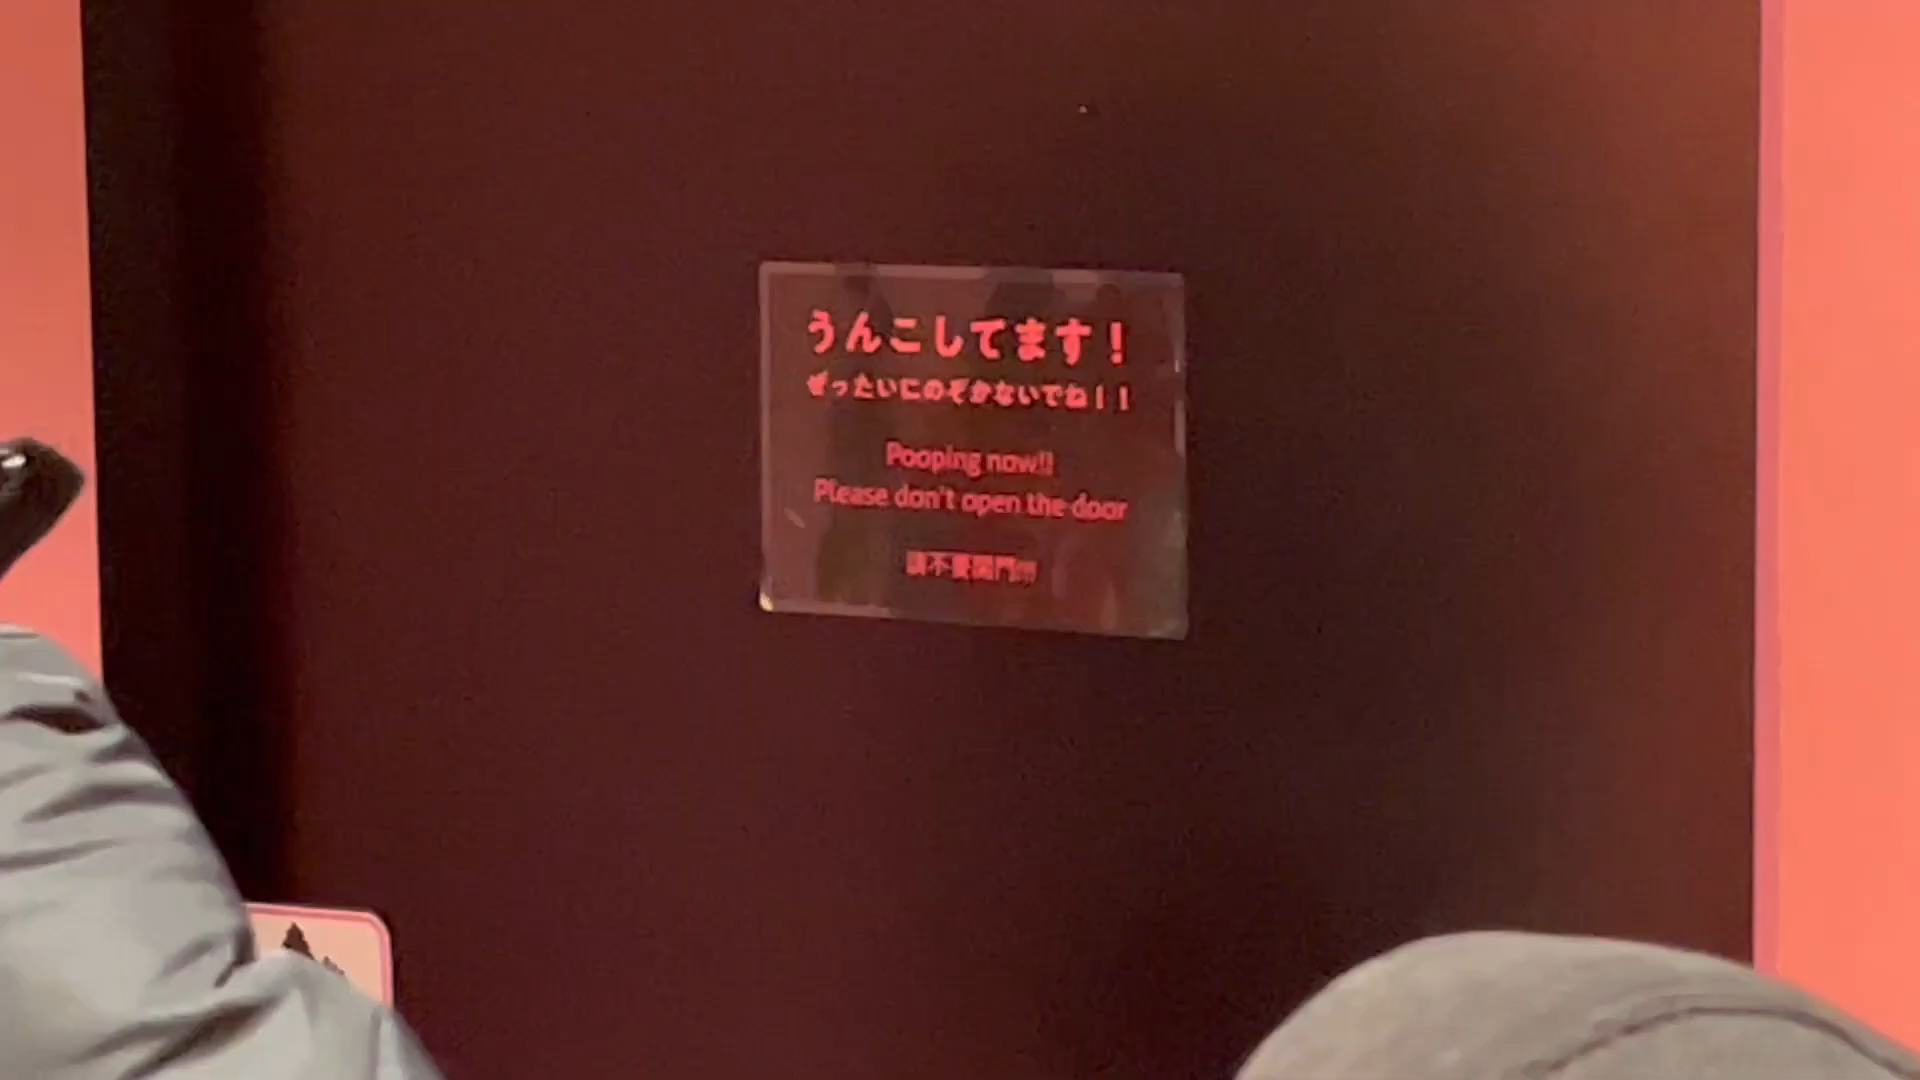 うんこしてます！
ぜったいにのぞかないでね！！
Pooping now!!
Please don't open the door
請不要開門!!!